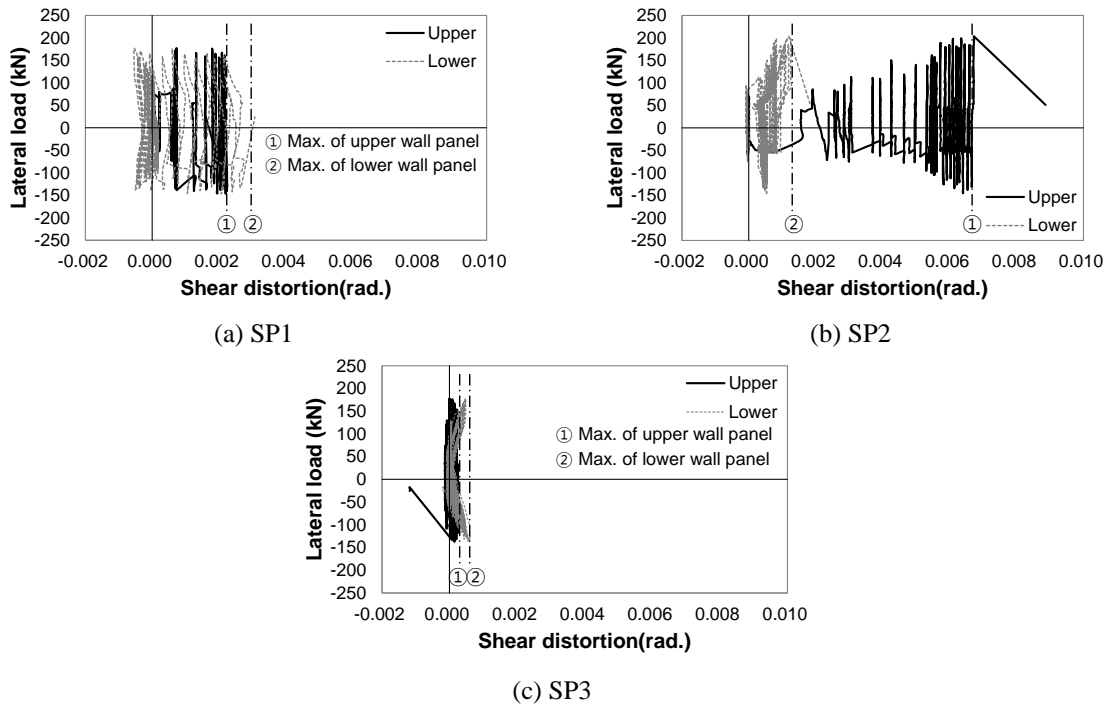 250
200
150
100
50
0
-50
-100
-150
-200
-250
Lateral load (kN)
Upper
Lower
① Max. of upper wall panel
② Max. of lower wall panel
① ②
-0.002 0.000 0.002 0.004 0.006 0.008 0.010
Shear distortion(rad.)
(a) SP1
250
200
150
100
50
0
-50
-100
-150
-200
-250
Lateral load (kN)
Upper
Lower
② ①
-0.002 0.000 0.002 0.004 0.006 0.008 0.010
Shear distortion(rad.)
(b) SP2
250
200
150
100
50
0
-50
-100
-150
-200
-250
Lateral load (kN)
Upper
Lower
① Max. of upper wall panel
② Max. of lower wall panel
① ②
-0.002 0.000 0.002 0.004 0.006 0.008 0.010
Shear distortion(rad.)
(c) SP3